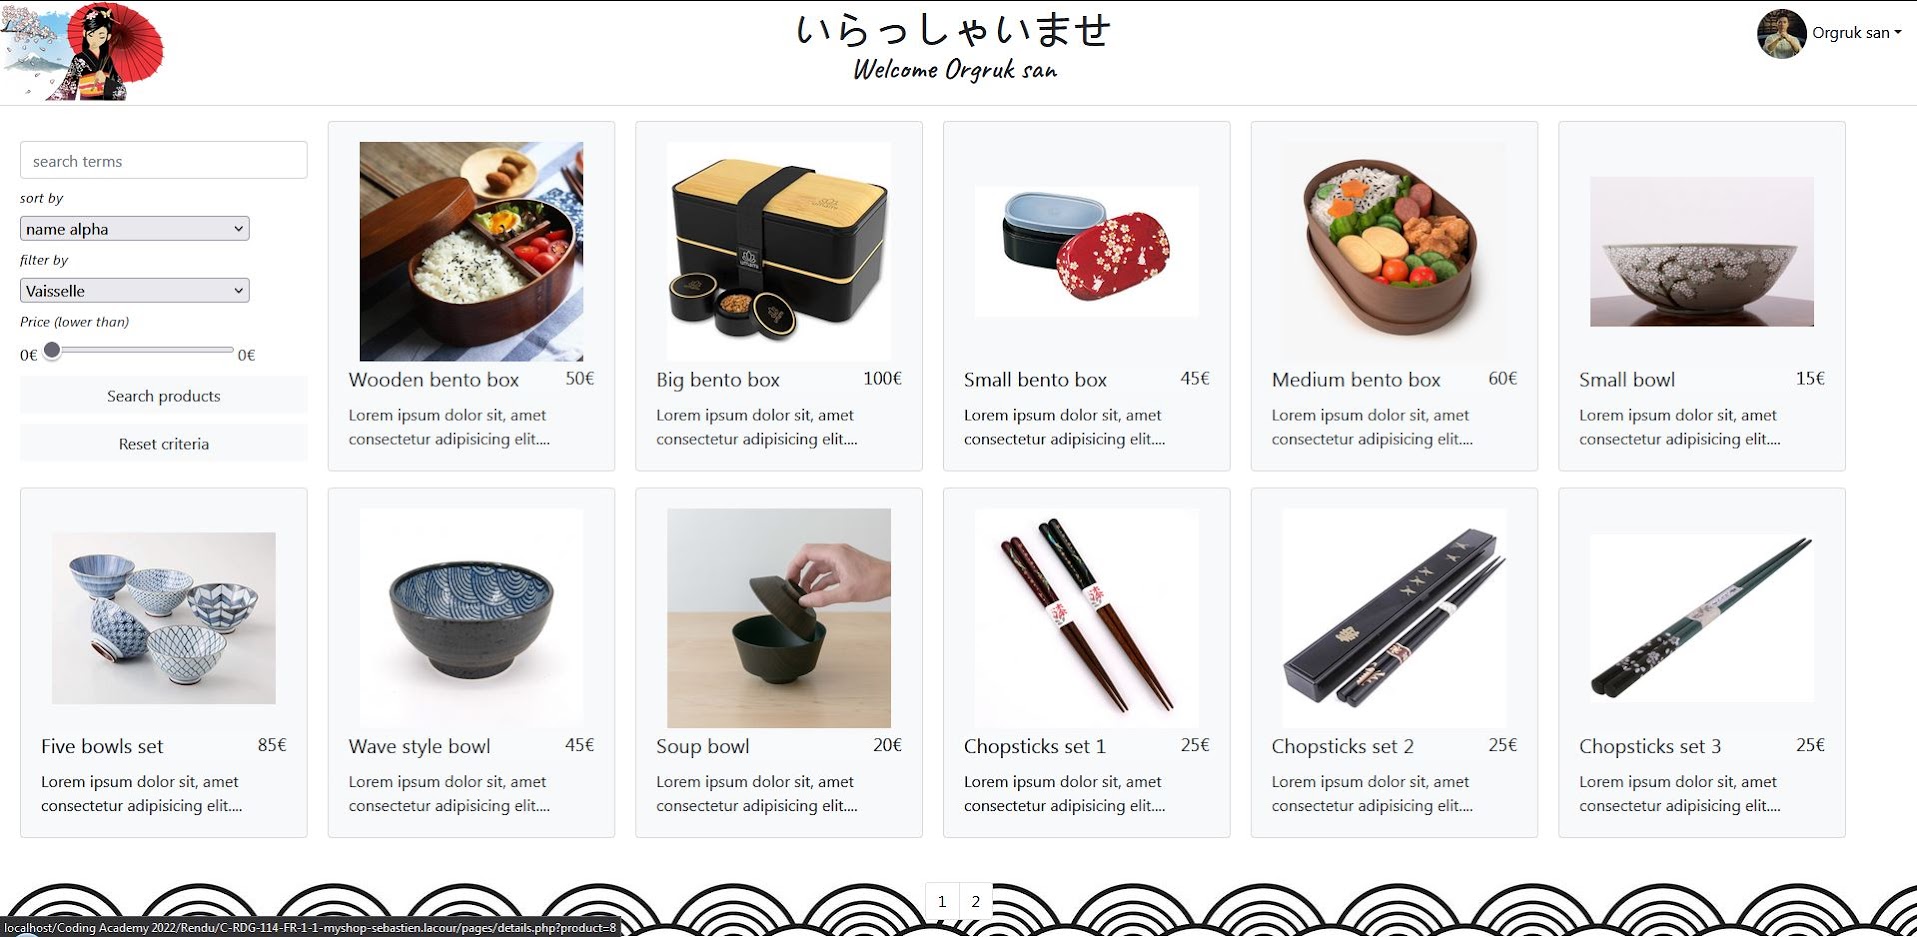 いらっしゃいませ
Welcome Orgruk san
Orgruk san
search terms
sort by
name alpha
filter by
Vaisselle
Price (lower than)
0€ 0€
Search products
Reset criteria
Wooden bento box 50€
Lorem ipsum dolor sit, amet
consectetur adipisicing elit....
Big bento box 100€
Lorem ipsum dolor sit, amet
consectetur adipisicing elit....
Small bento box 45€
Lorem ipsum dolor sit, amet
consectetur adipisicing elit....
Medium bento box 60€
Lorem ipsum dolor sit, amet
consectetur adipisicing elit....
Small bowl 15€
Lorem ipsum dolor sit, amet
consectetur adipisicing elit....
Five bowls set 85€
Lorem ipsum dolor sit, amet
consectetur adipisicing elit....
Wave style bowl 45€
Lorem ipsum dolor sit, amet
consectetur adipisicing elit....
Soup bowl 20€
Lorem ipsum dolor sit, amet
consectetur adipisicing elit....
Chopsticks set 1 25€
Lorem ipsum dolor sit, amet
consectetur adipisicing elit....
Chopsticks set 2 25€
Lorem ipsum dolor sit, amet
consectetur adipisicing elit....
Chopsticks set 3 25€
Lorem ipsum dolor sit, amet
consectetur adipisicing elit....
1 2
localhost/Coding Academy 2022/Rendu/C-RDG-114-FR-1-1-myshop-sebastien.lacour/pages/details.php?product=8